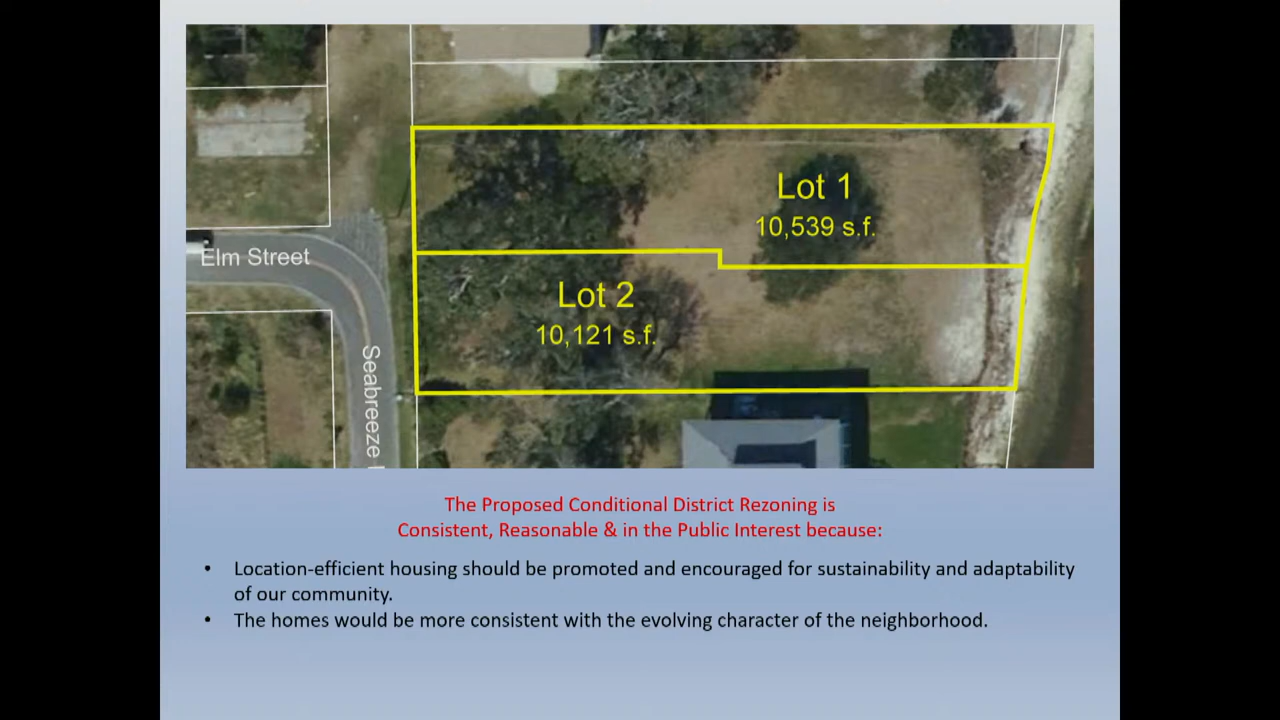 Lot 1
10,539 s.f.
Elm Street
Lot 2
10,121 s.f.
Seabreeze
The Proposed Conditional District Rezoning is
Consistent, Reasonable & in the Public Interest because:
• Location-efficient housing should be promoted and encouraged for sustainability and adaptability
of our community.
• The homes would be more consistent with the evolving character of the neighborhood.